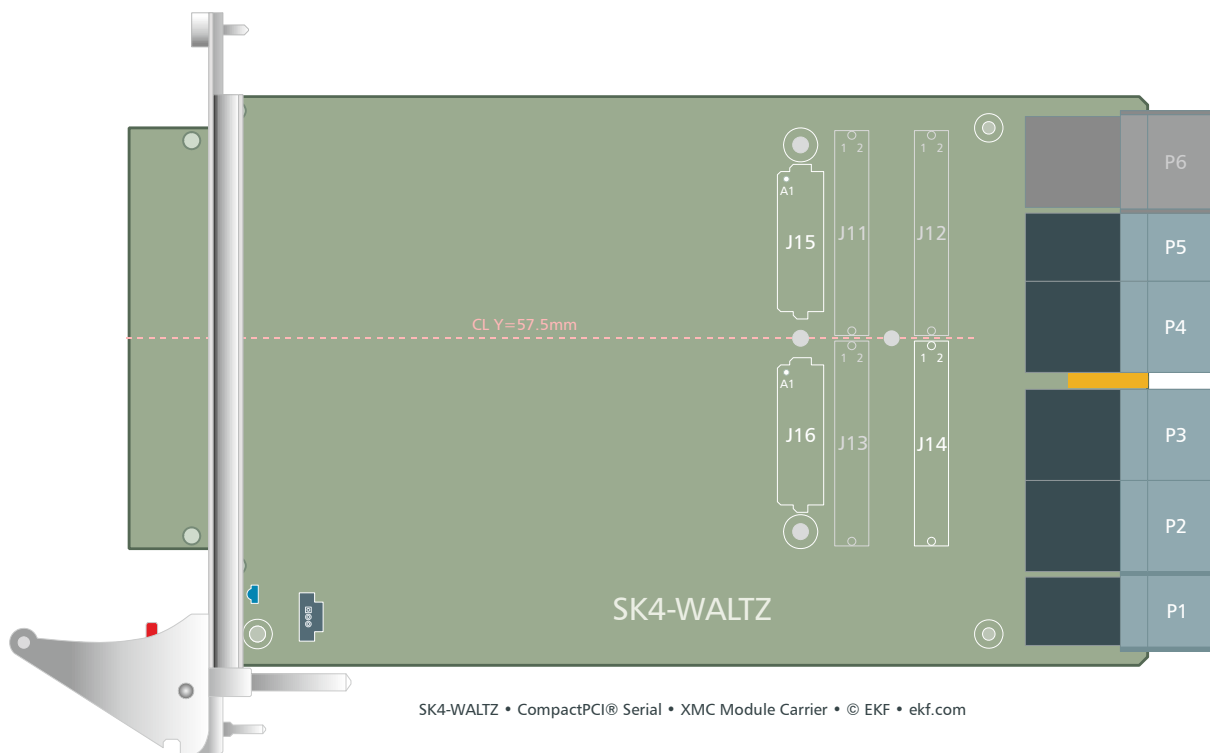 P6
1 2
1 2
A1
J15
J11
J12
P5
CL Y=57.5mm
P4
1 2
1 2
A1
J16
J13
J14
P3
P2
SK4-WALTZ
P1
SK4-WALTZ • CompactPCI® Serial • XMC Module Carrier • © EKF • ekf.com